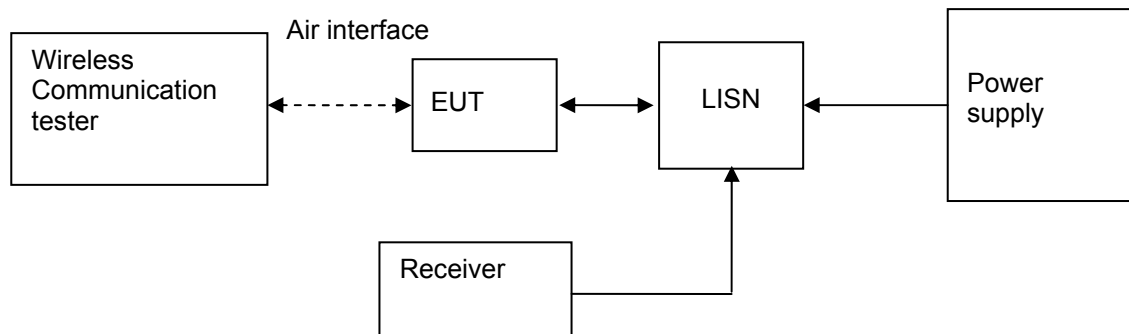 Air interface
Wireless
Communication
tester
EUT
LISN
Power
supply
Receiver